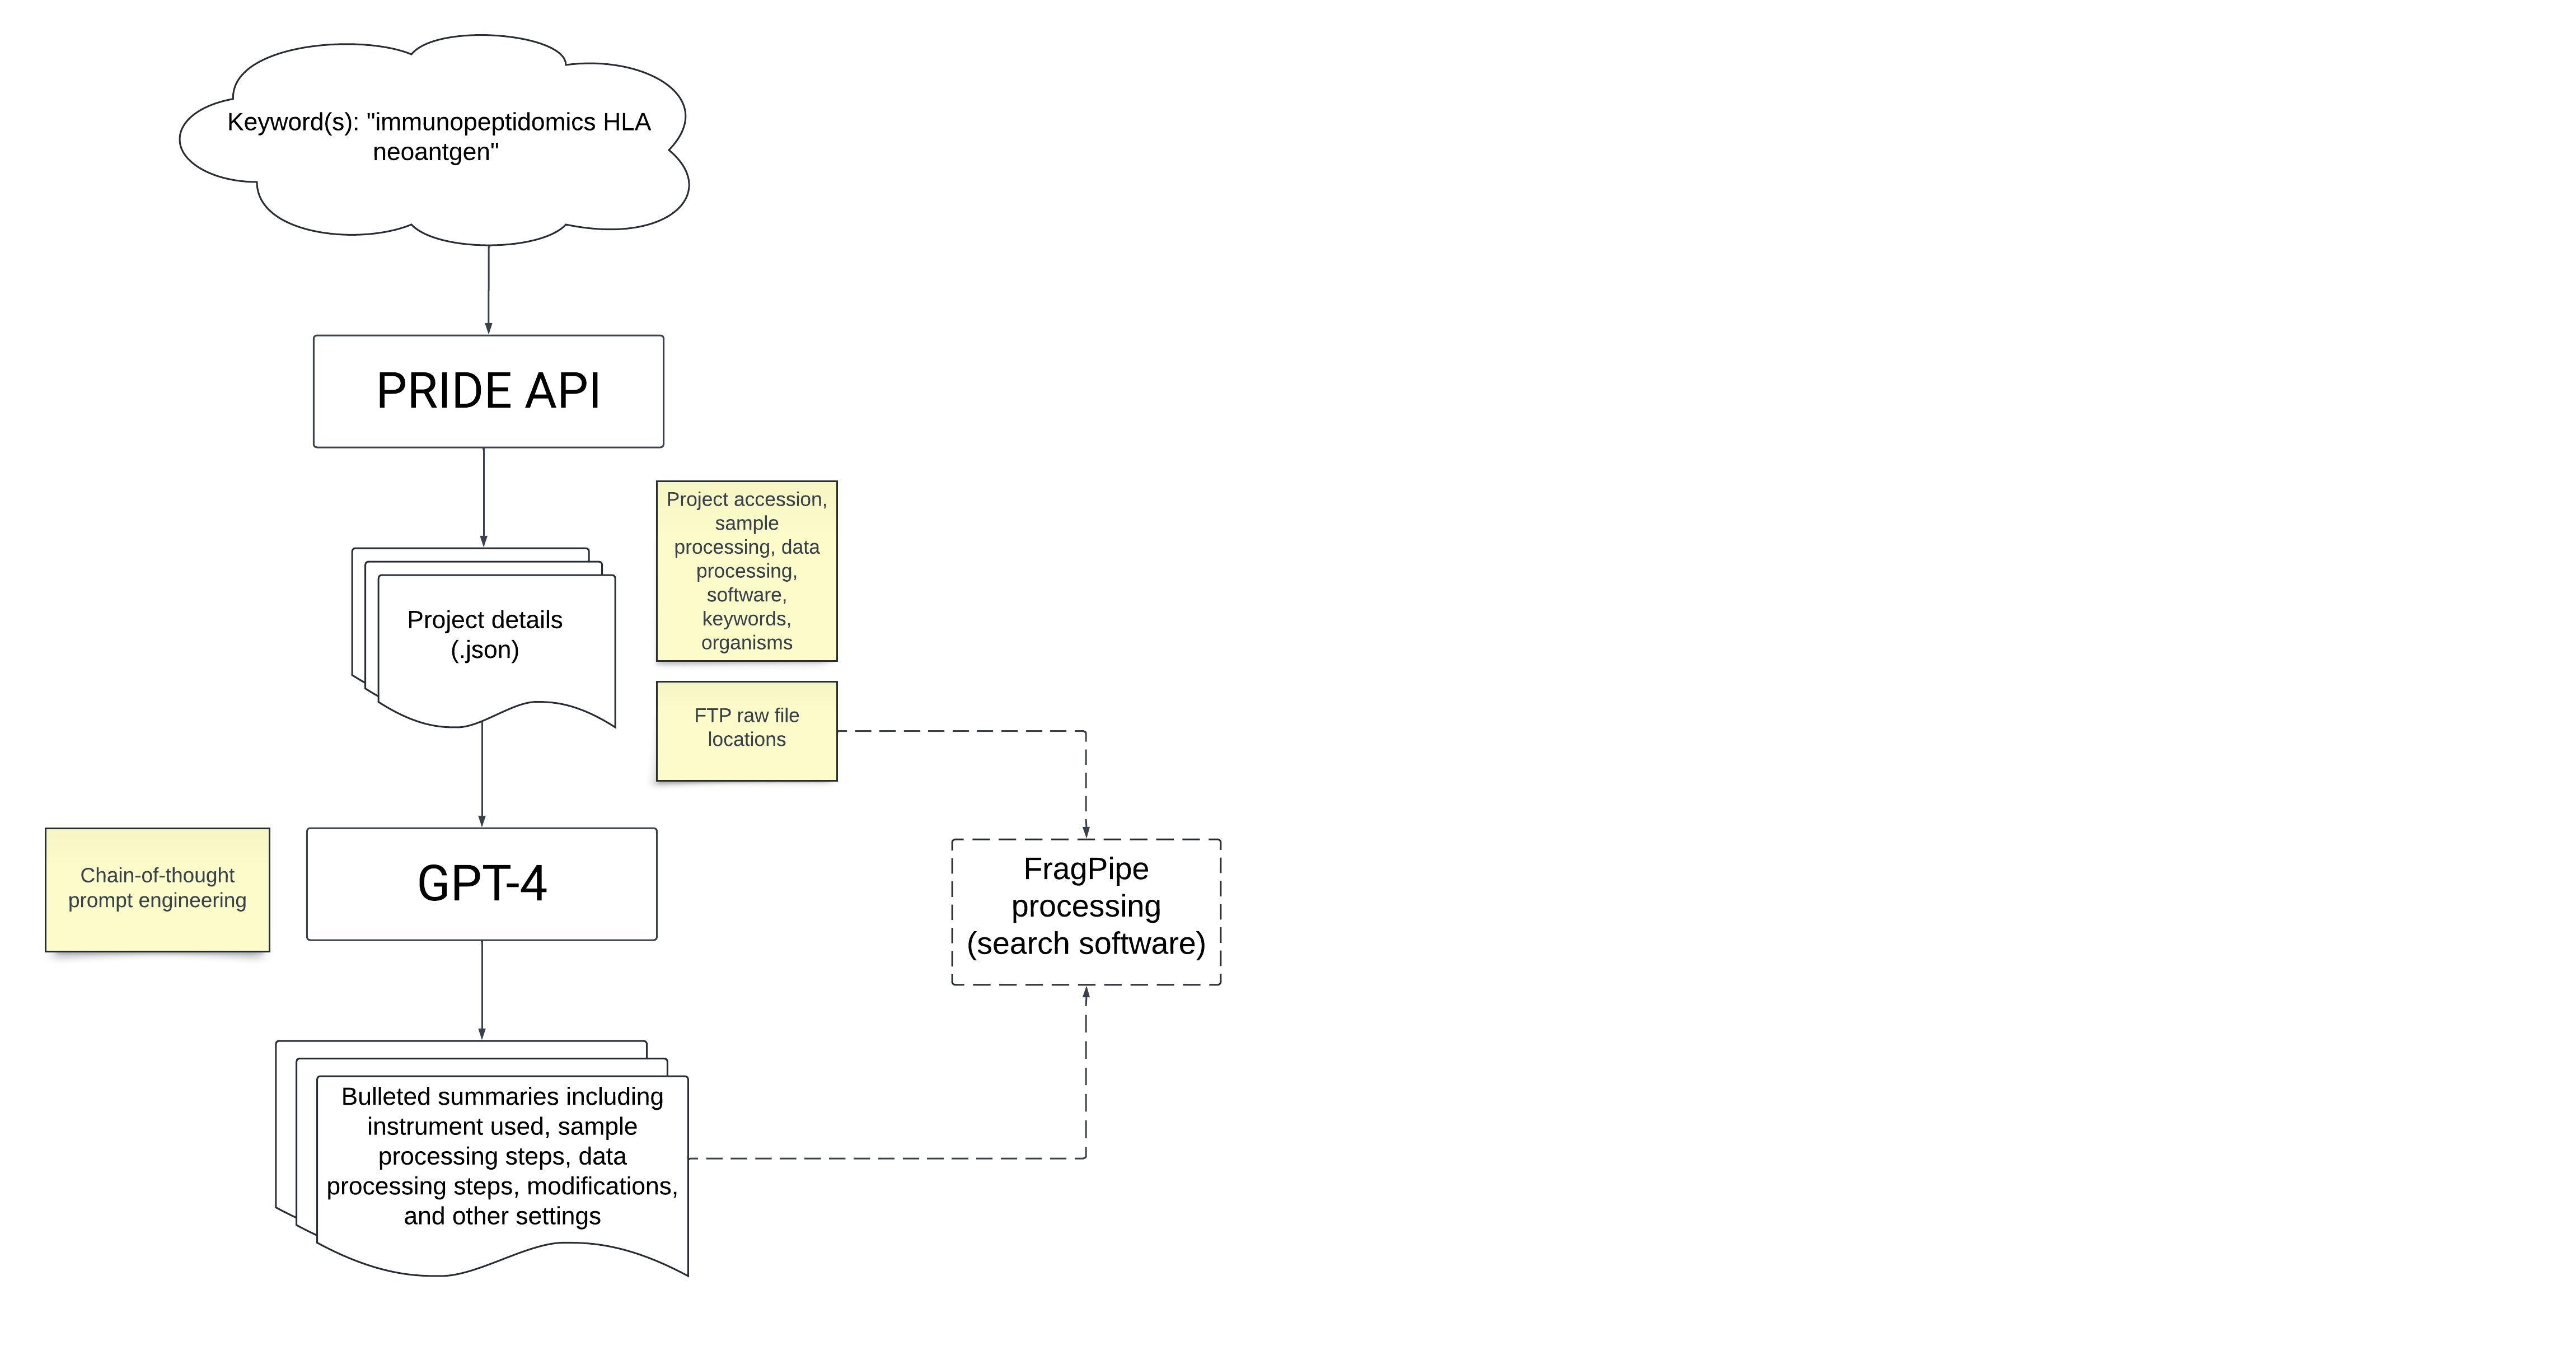 Keyword(s): "immunopeptidomics HLA
neoantgen"
PRIDE API
Project accession,
sample
processing, data
processing,
software,
keywords,
organisms
Project details
(.json)
FTP raw file
locations
Chain-of-thought
prompt engineering
GPT-4
FragPipe
processing
(search software)
Bulleted summaries including
instrument used, sample
processing steps, data
processing steps, modifications,
and other settings